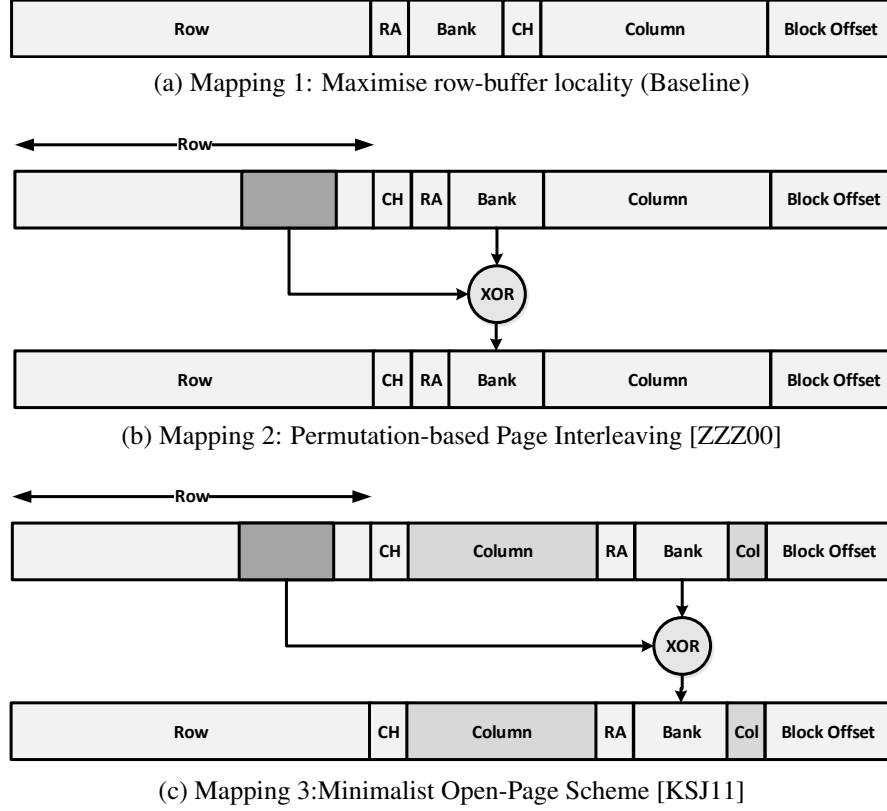 Row RA Bank CH Column Block Offset
(a) Mapping 1: Maximise row-buffer locality (Baseline)
Row
CH RA Bank Column Block Offset
XOR
Row CH RA Bank Column Block Offset
(b) Mapping 2: Permutation-based Page Interleaving [ZZZ00]
Row
CH Column RA Bank Col Block Offset
XOR
Row CH Column RA Bank Col Block Offset
(c) Mapping 3:Minimalist Open-Page Scheme [KSJ11]